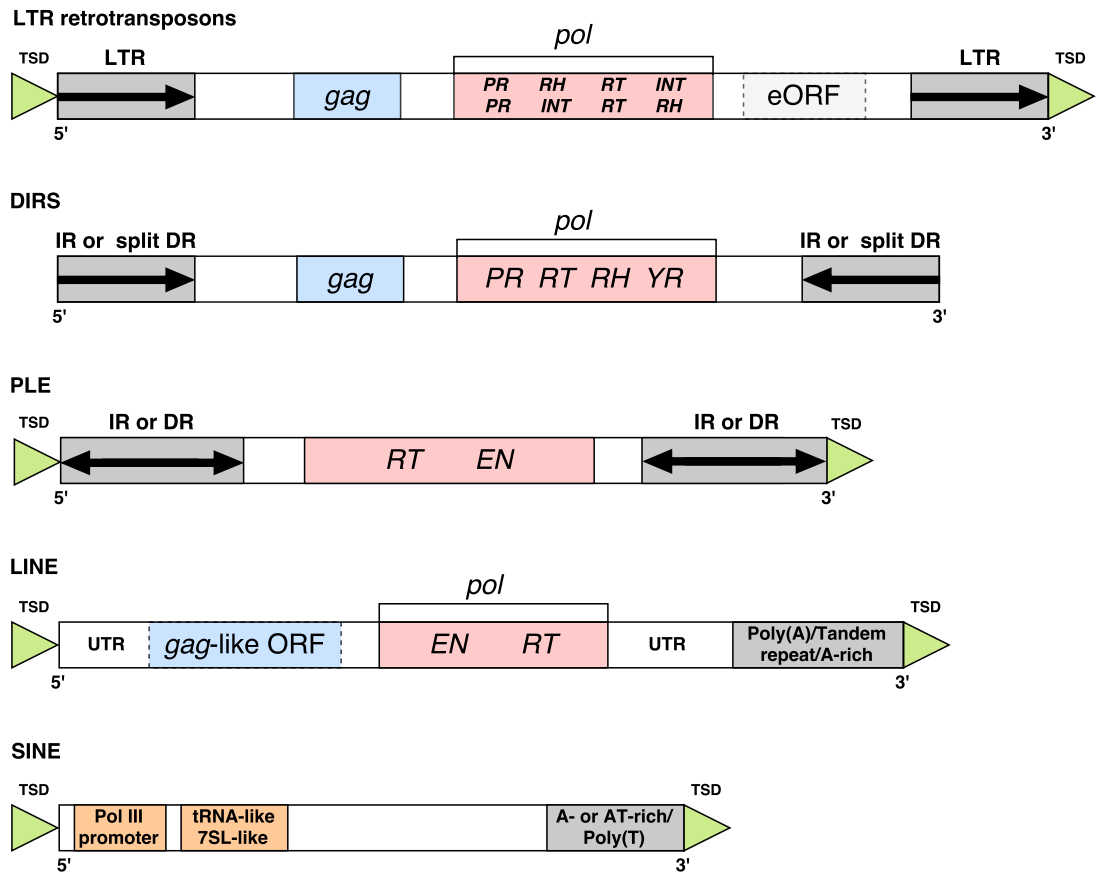 LTR retrotransposons
pol
TSD LTR LTR TSD
PR RH RT INT
gag eORF
PR INT RT RH
5' 3'
DIRS
pol
IR or split DR IR or split DR
gag PR RT RH YR
5' 3'
PLE
TSD IR or DR IR or DR TSD
RT EN
5' 3'
LINE
pol
TSD TSD
UTR gag-like ORF EN RT UTR Poly(A)/Tandem
repeat/A-rich
5' 3'
SINE
TSD TSD
Pol III tRNA-like A- or AT-rich/
promoter 7SL-like Poly(T)
5' 3'